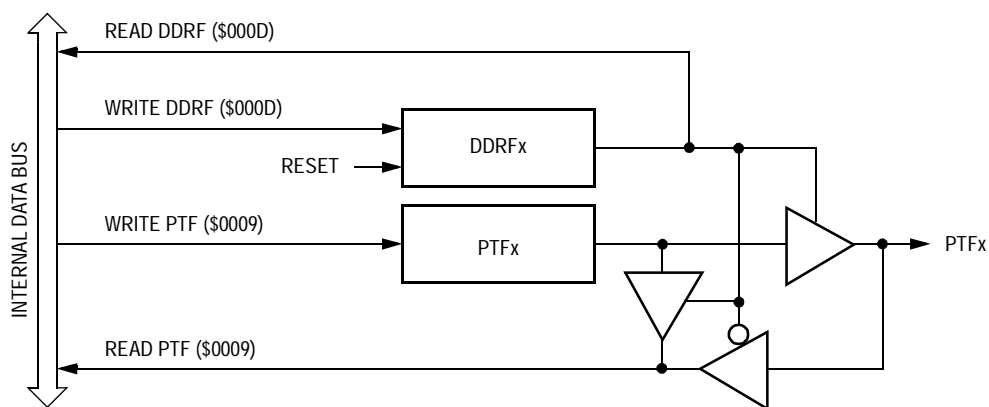 READ DDRF ($000D)
WRITE DDRF ($000D)
DDRFx
RESET
INTERNAL DATA BUS
WRITE PTF ($0009)
PTFx
PTFx
READ PTF ($0009)